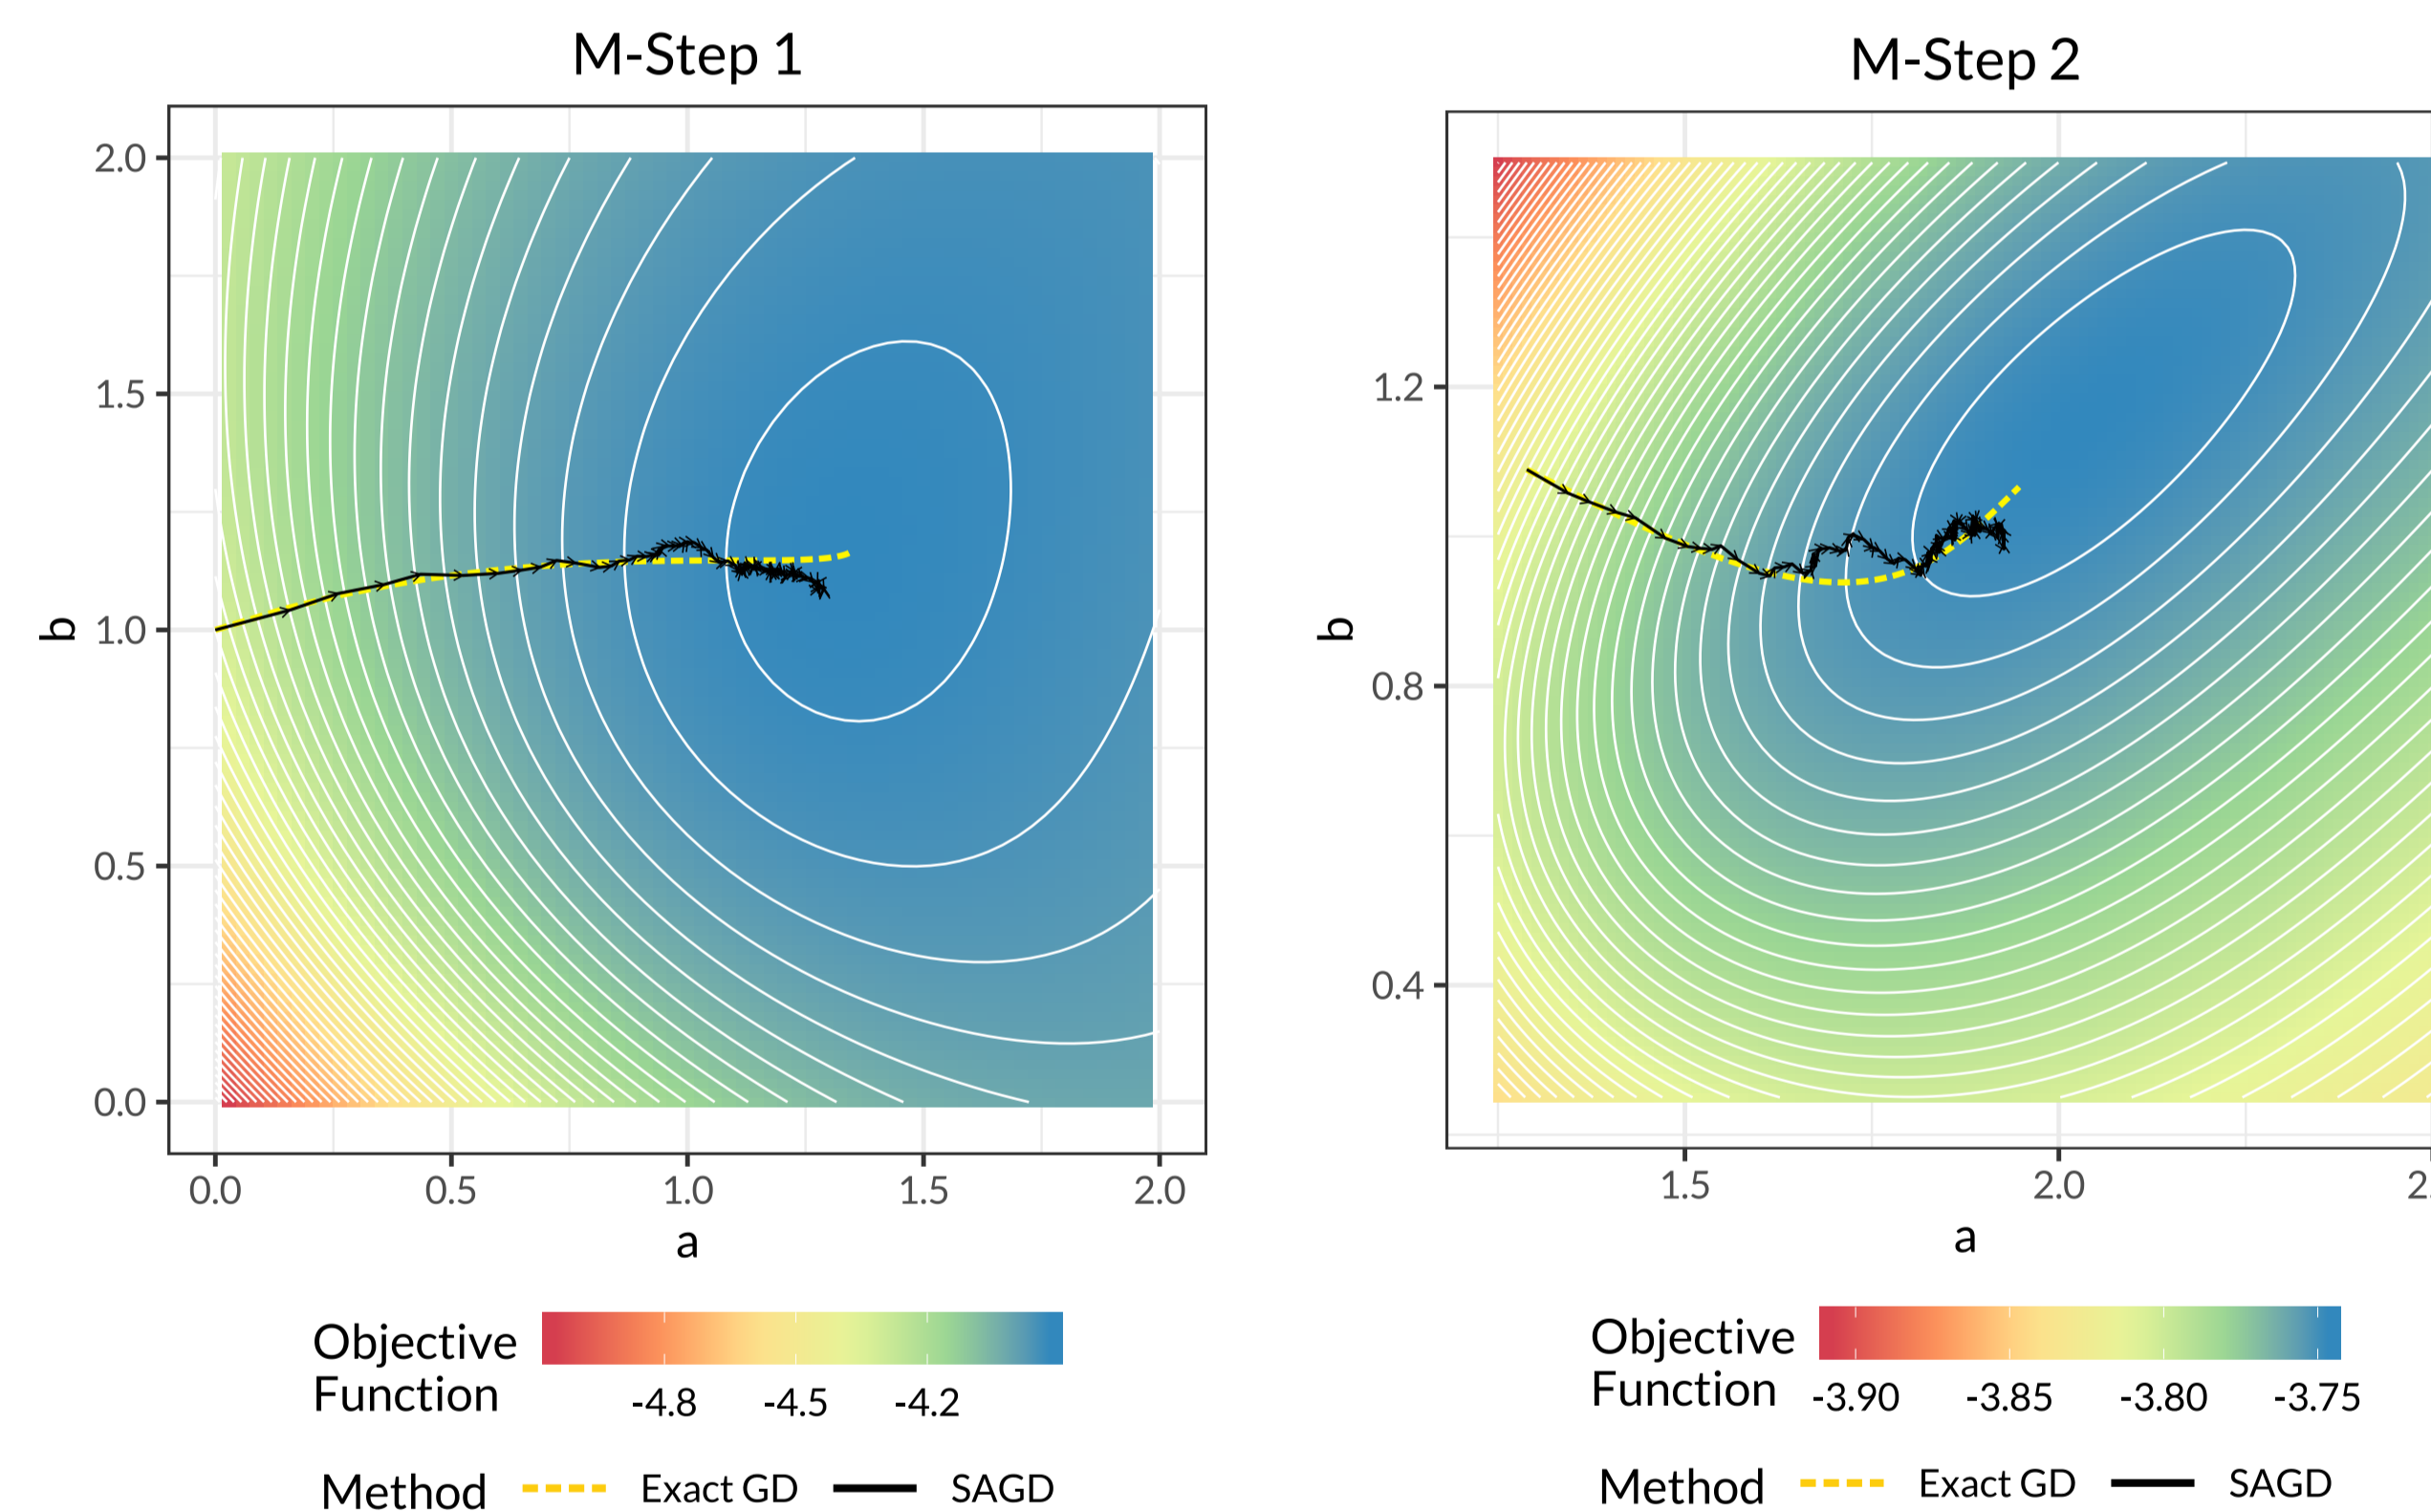 M-Step 1
2.0
1.5
1.0
0.5
0.0
b
0.0 0.5 1.0 1.5 2.0
a
Objective
Function
-4.8 -4.5 -4.2
Method Exact GD SAGD
M-Step 2
1.2
0.8
0.4
b
1.5 2.0
a
Objective
Function
-3.90 -3.85 -3.80 -3.75
Method Exact GD SAGD